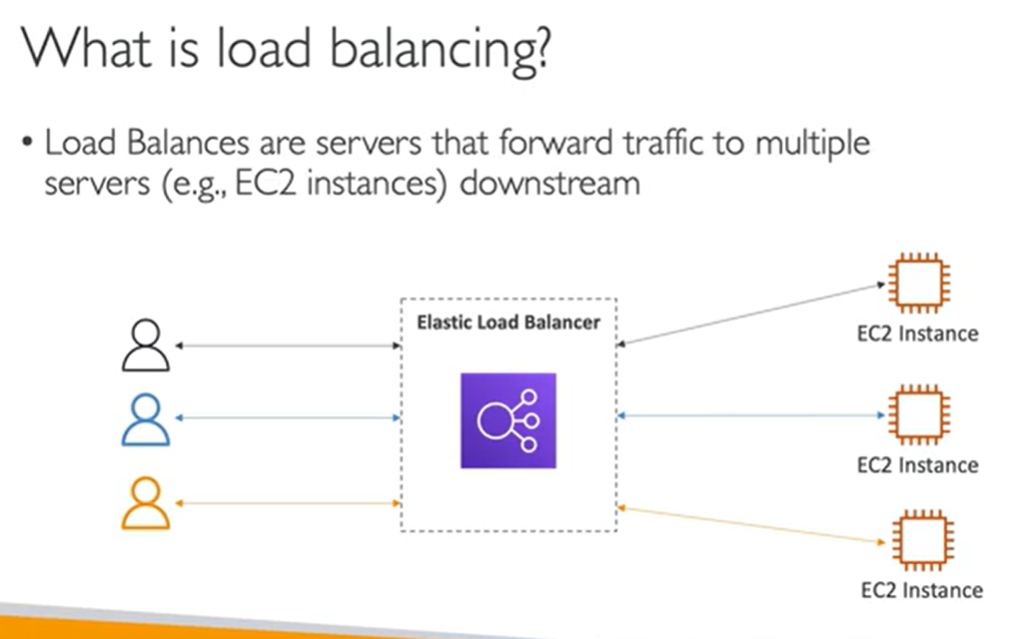 What is load balancing?
• Load Balances are servers that forward traffic to multiple
servers (e.g., EC2 instances) downstream
Elastic Load Balancer
EC2 Instance
EC2 Instance
EC2 Instance